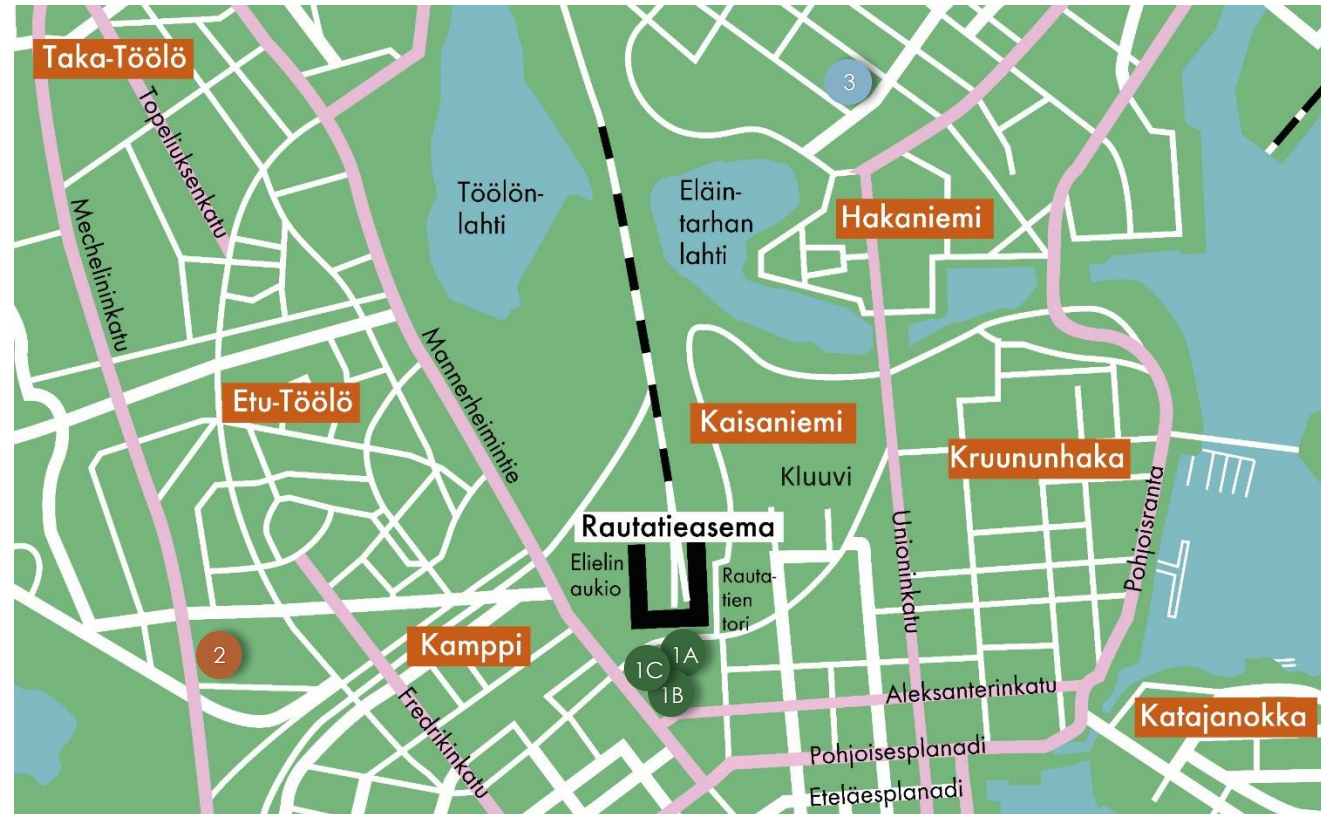 Taka-Töölö
Topeliuksenkatu
Mechelininkatu
Töölön-
lahti
Eläin-
tarhan
lahti
3
Hakaniemi
Etu-Töölö
Mannerheimintie
Kaisaniemi
Kluuvi
Kruununhaka
Unioninkatu
Pohjoisranta
Rautatieasema
Elielin
aukio
Rauta-
tien
tori
2
Kamppi
Fredrikinkatu
1A
1C
1B
Aleksanterinkatu
Katajanokka
Pohjoisesplanadi
Eteläesplanadi